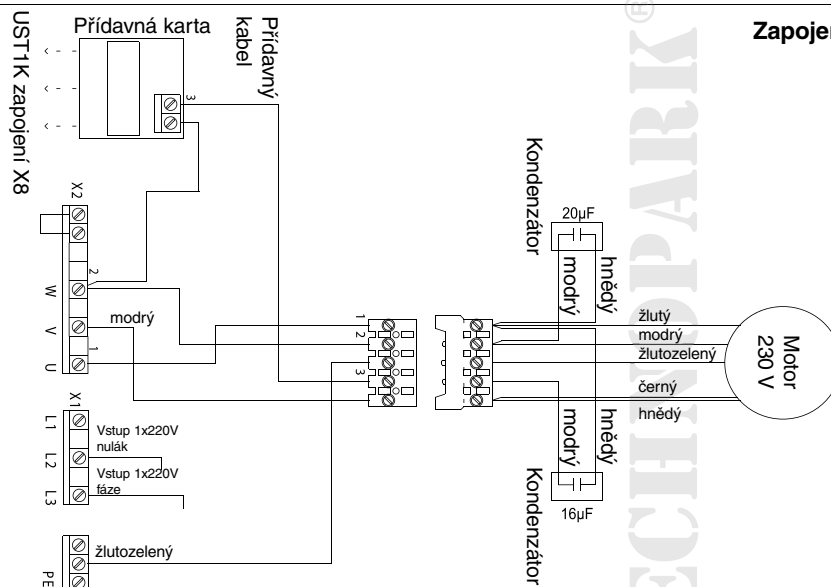 Zapojen
UST1K zapojení X8
Přídavná karta
Přídavný
kabel
3
X2
2
W
V
1
U
modrý
X1
L1
L2
L3
Vstup 1x220V
nulák
Vstup 1x220V
fáze
PE
žlutozelený
1
2
3
Kondenzátor
20µF
modrý
hnědý
žlutý
modrý
žlutozelený
černý
hnědý
Motor
230 V
modrý
hnědý
Kondenzátor
16µF
ECHNOPARK®